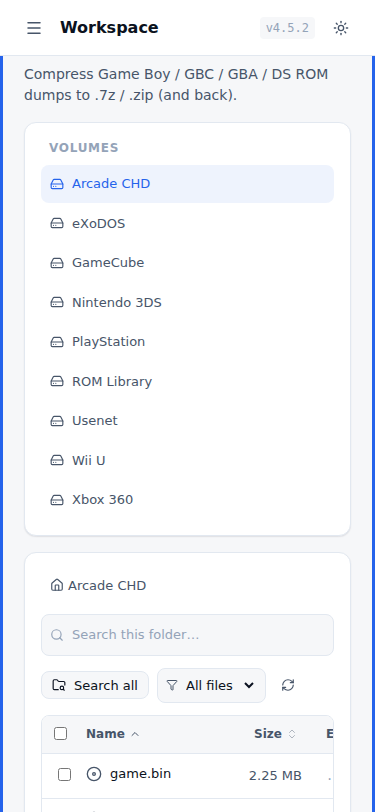 Workspace
v4.5.2
Compress Game Boy / GBC / GBA / DS ROM
dumps to .7z / .zip (and back).
VOLUMES
Arcade CHD
eXoDOS
GameCube
Nintendo 3DS
PlayStation
ROM Library
Usenet
Wii U
Xbox 360
Arcade CHD
Search this folder...
Search all
All files
Name
Size
E
game.bin
2.25 MB
.